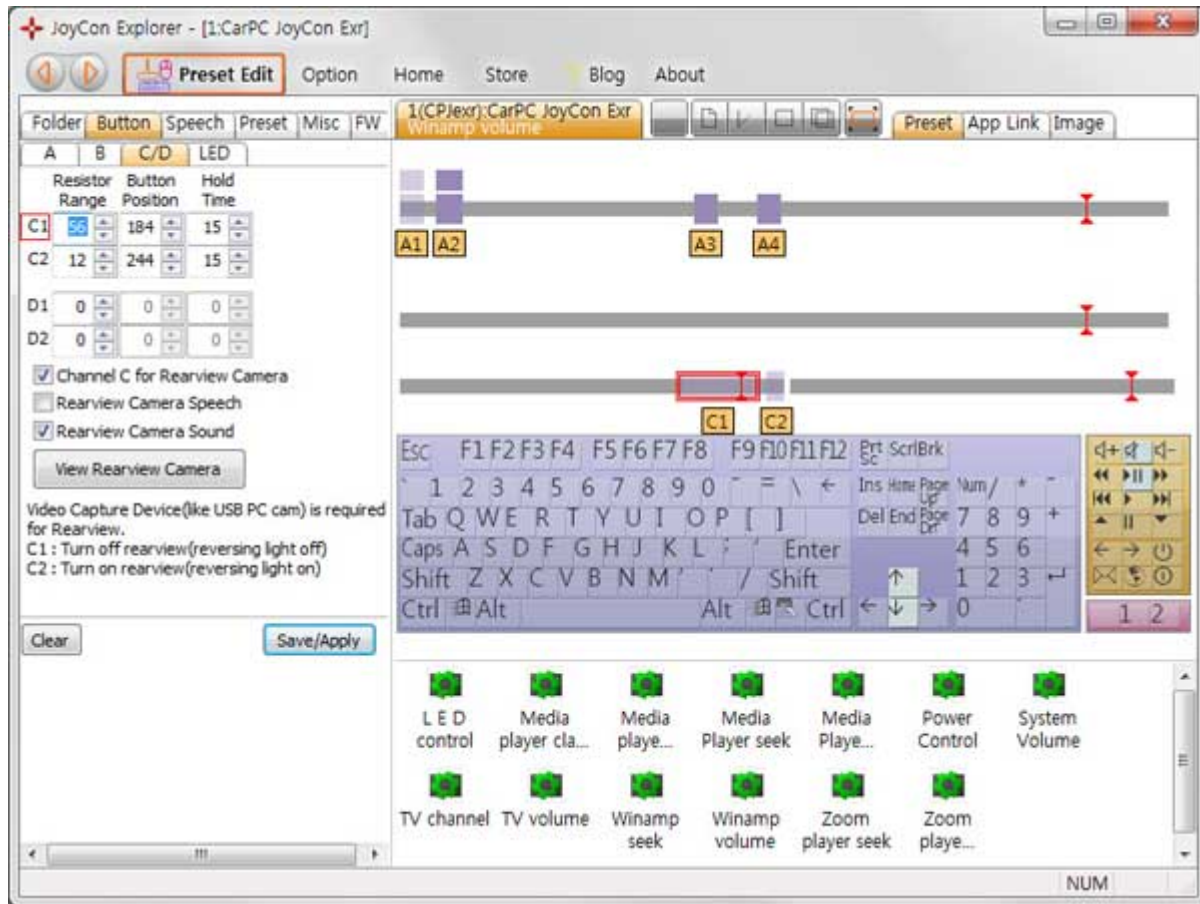 JoyCon Explorer - [1:CarPC JoyCon Exr]
Preset Edit Option Home Store Blog About
Folder Button Speech Preset Misc FW
1(CPJexr):CarPC JoyCon Exr
Winamp volume
Preset App Link Image
A B C/D LED
Resistor Range Button Position Hold Time
C1 56 184 15
C2 12 244 15
D1 0 0 0
D2 0 0 0
Channel C for Rearview Camera
Rearview Camera Speech
Rearview Camera Sound
View Rearview Camera
Video Capture Device(like USB PC cam) is required
for Rearview.
C1 : Turn off rearview(reversing light off)
C2 : Turn on rearview(reversing light on)
Clear Save/Apply
A1 A2 A3 A4
C1 C2
Esc F1 F2 F3 F4 F5 F6 F7 F8 F9 F10 F11 F12 Prt Sc Scrl Brk
` 1 2 3 4 5 6 7 8 9 0 - = \ ← Ins Home Page Up Num / * -
Tab Q W E R T Y U I O P [ ] Del End Page Dn 7 8 9 +
Caps A S D F G H J K L ; ' Enter 4 5 6
Shift Z X C V B N M / Shift ↑ 1 2 3
Ctrl Alt Alt Ctrl ← ↓ → 0
1 2
L E D
control
Media
player cla...
Media
playe...
Media
Player seek
Media
Playe...
Power
Control
System
Volume
TV channel
TV volume
Winamp
seek
Winamp
volume
Zoom
player seek
Zoom
playe...
NUM